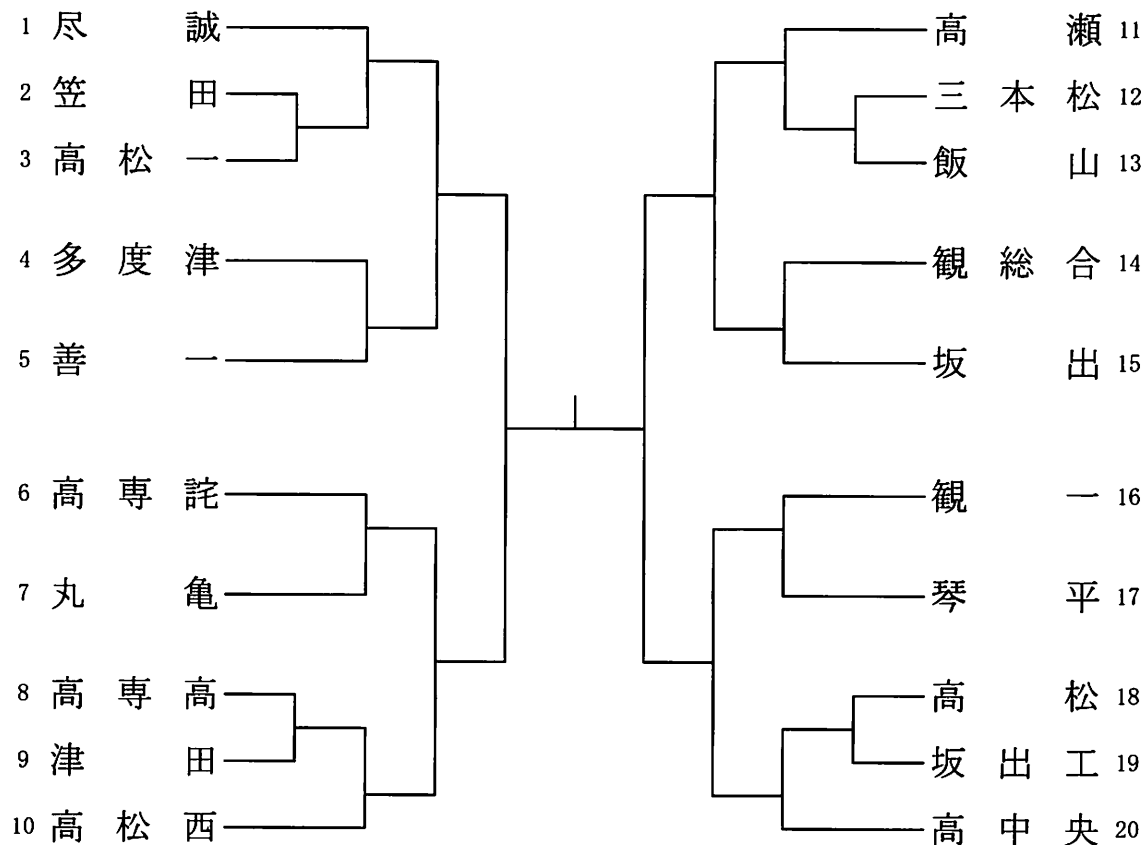 1 尽誠
2 笠田
3 高松一
4 多度津
5 善一
6 高専詫
7 丸亀
8 高専高
9 津田
10 高松西
高瀬 11
三本松 12
飯山 13
観総合 14
坂出 15
観一 16
琴平 17
高松 18
坂出工 19
高中央 20